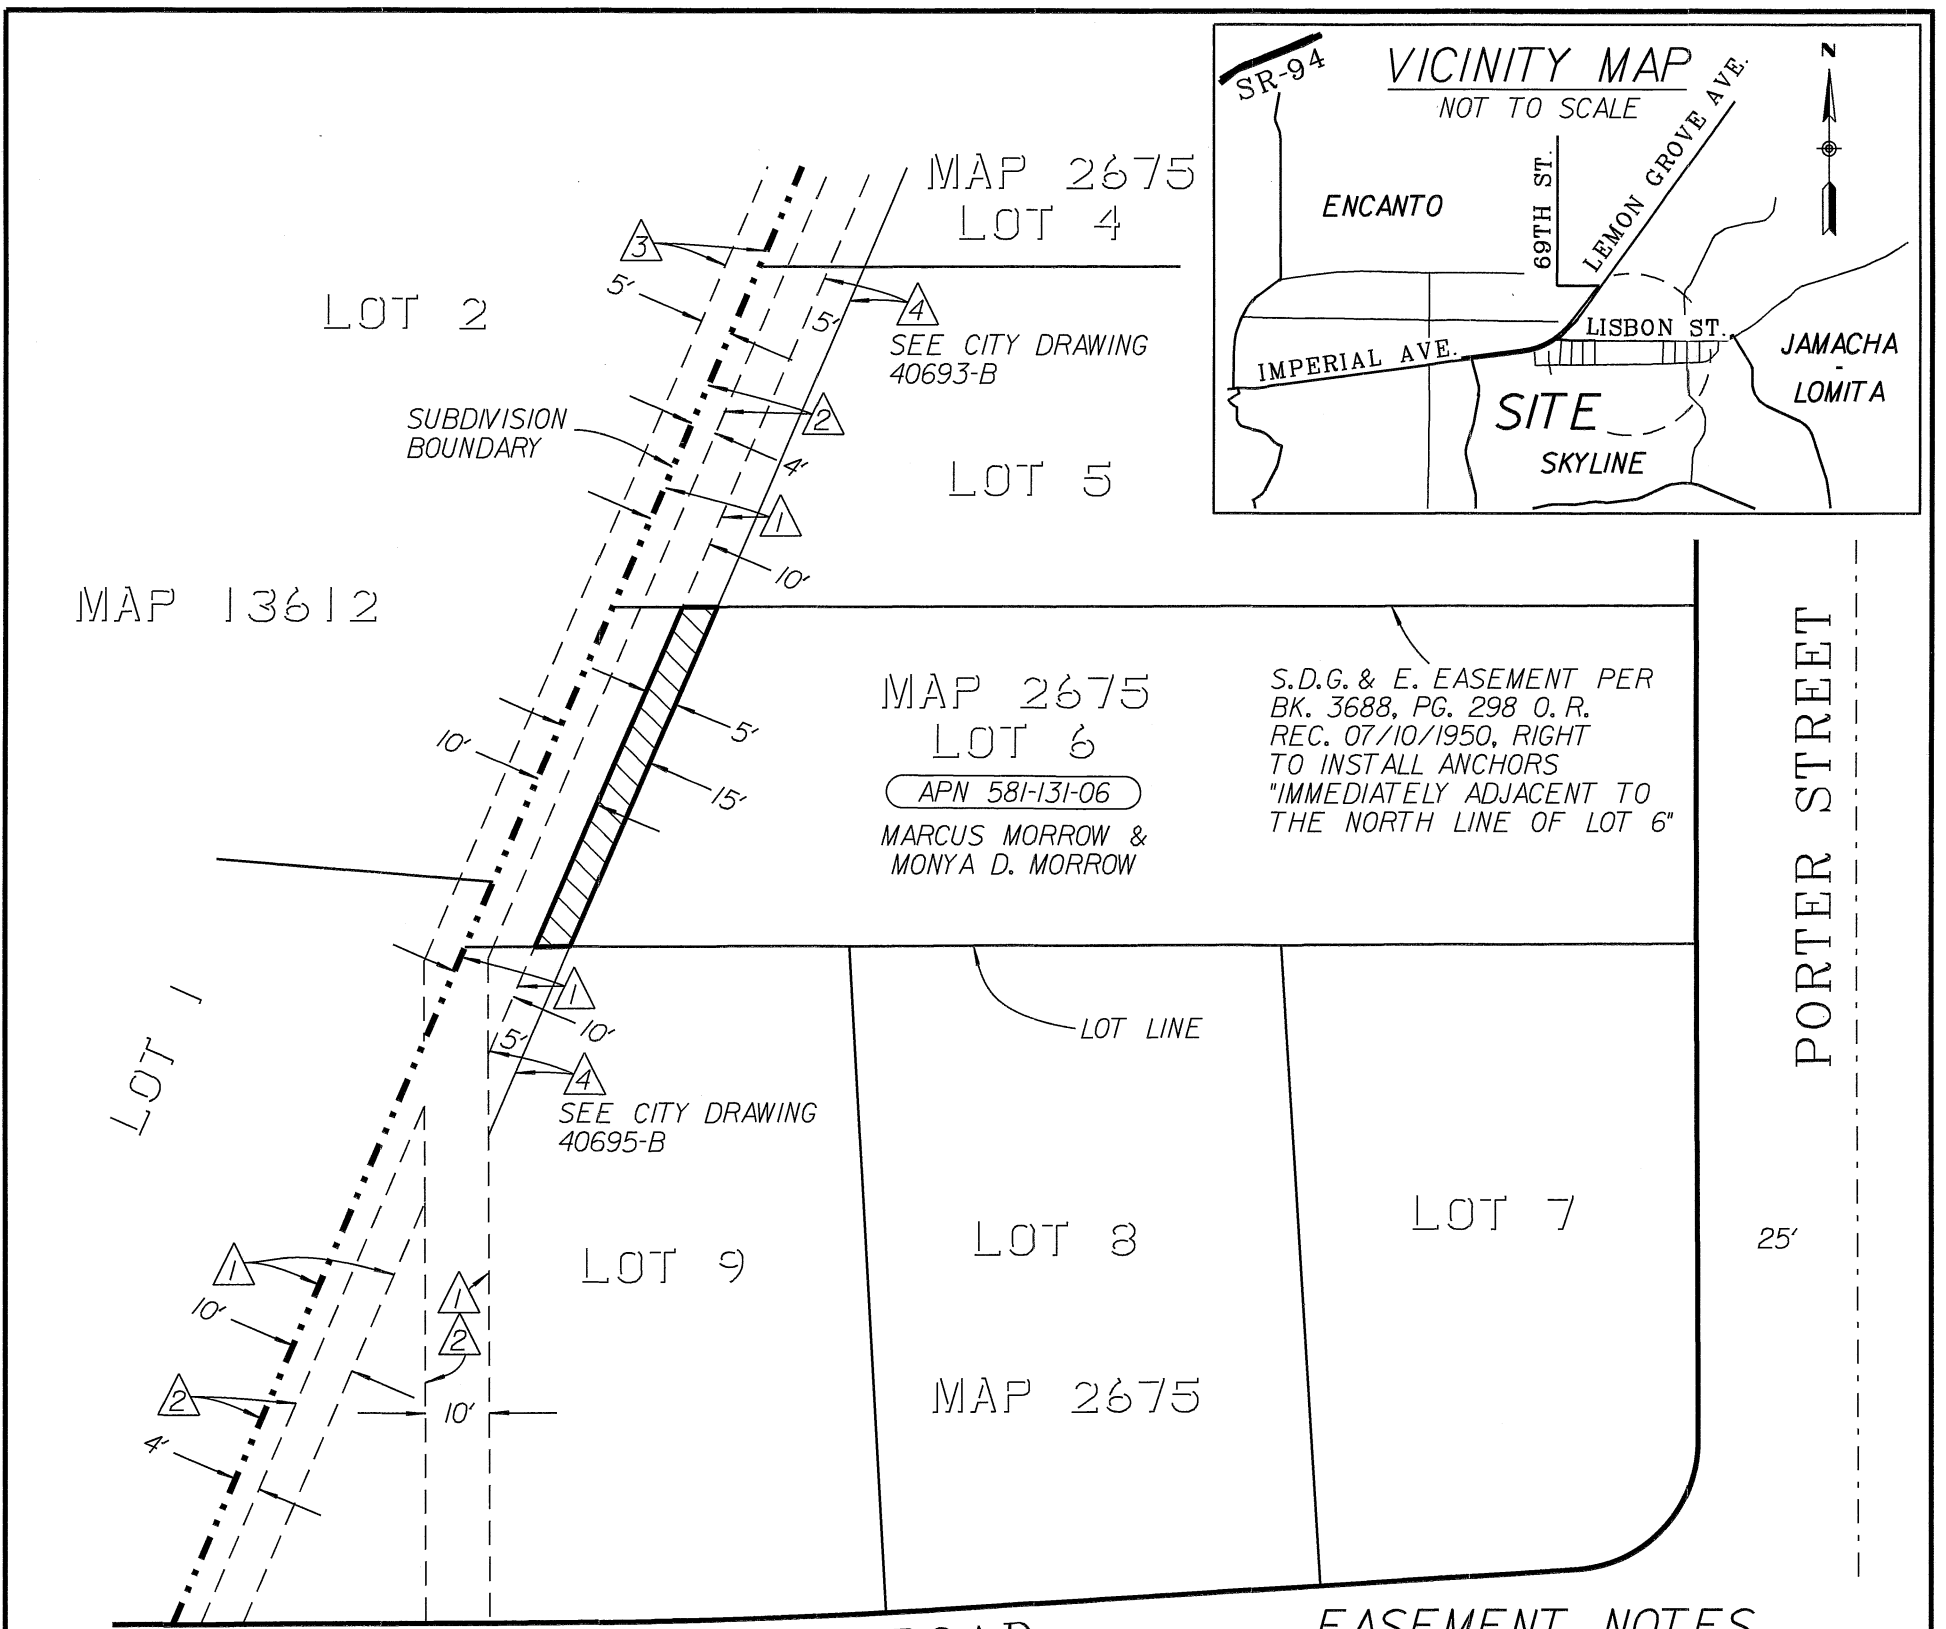 VICINITY MAP
NOT TO SCALE
SR-94
N
ENCANTO
69TH ST.
LEMON GROVE AVE.
LISBON ST.
IMPERIAL AVE.
JAMACHA
-
LOMITA
SITE
SKYLINE
MAP 2675
LOT 4
3
5'
LOT 2
5'
4
SEE CITY DRAWING
40693-B
SUBDIVISION
BOUNDARY
2
4'
LOT 5
1
10'
MAP 13612
MAP 2675
LOT 6
APN 581-131-06
MARCUS MORROW &
MONYA D. MORROW
S.D.G. & E. EASEMENT PER
BK. 3688, PG. 298 O.R.
REC. 07/10/1950, RIGHT
TO INSTALL ANCHORS
"IMMEDIATELY ADJACENT TO
THE NORTH LINE OF LOT 6"
PORTER STREET
10'
5'
15'
1
10'
5'
LOT LINE
LOT 1
4
SEE CITY DRAWING
40695-B
LOT 7
25'
LOT 8
LOT 9
1
10'
1
2
2
10'
4'
MAP 2675
ROAD
EASEMENT NOTES